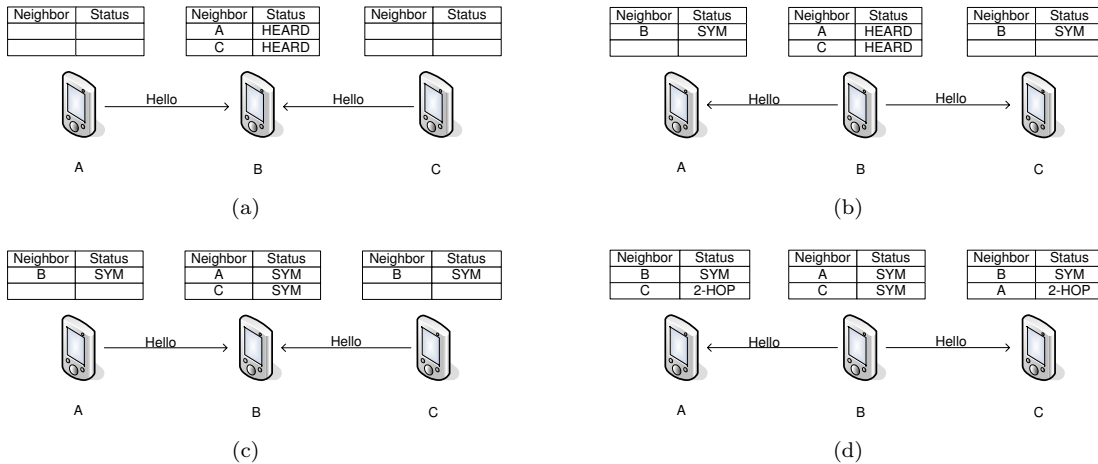 Neighbor Status Neighbor Status Neighbor Status
A HEARD
C HEARD
Hello Hello
A B C
(a)
Neighbor Status Neighbor Status Neighbor Status
B SYM A HEARD B SYM
C HEARD
Hello Hello
A B C
(b)
Neighbor Status Neighbor Status Neighbor Status
B SYM A SYM B SYM
C SYM
Hello Hello
A B C
(c)
Neighbor Status Neighbor Status Neighbor Status
B SYM A SYM B SYM
C 2-HOP C SYM A 2-HOP
Hello Hello
A B C
(d)